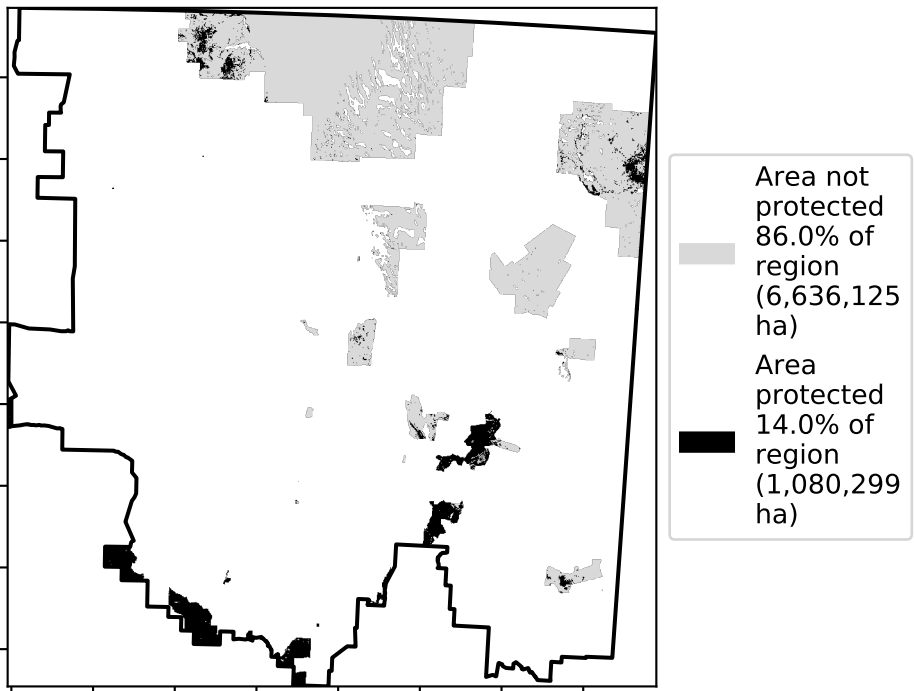 Area not
protected
86.0% of
region
(6,636,125
ha)
Area
protected
14.0% of
region
(1,080,299
ha)